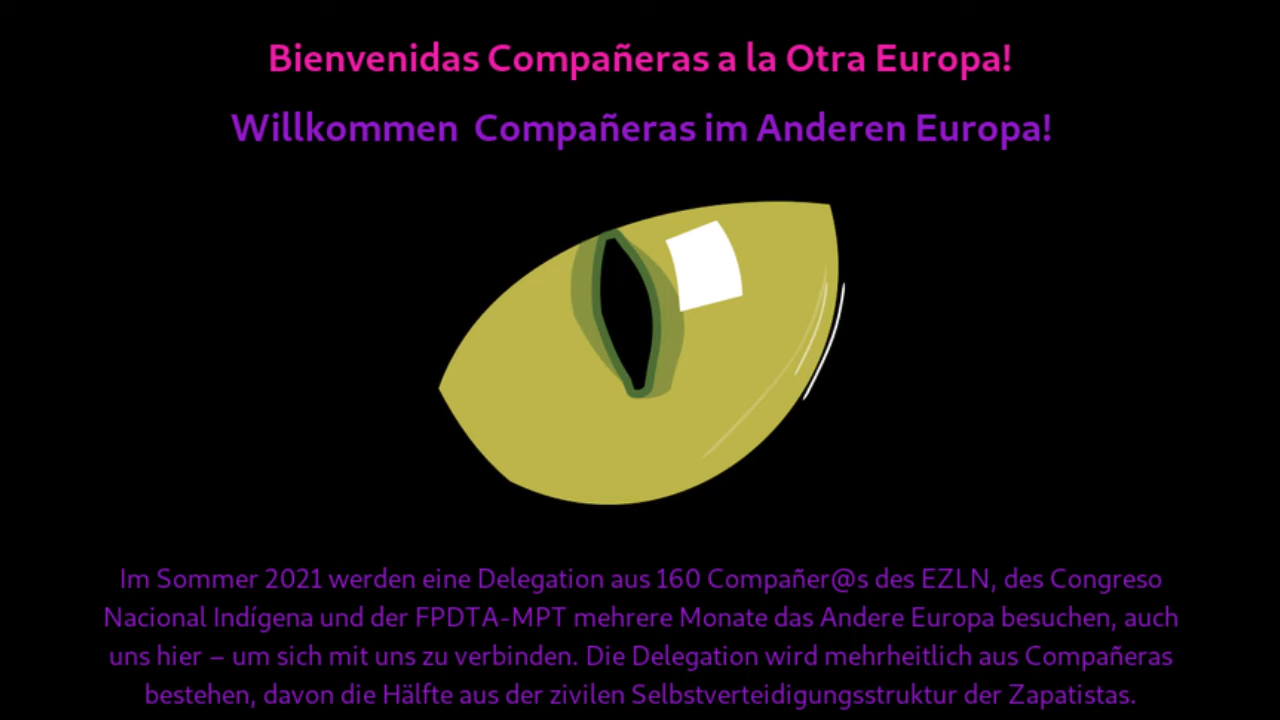 Bienvenidas Compañeras a la Otra Europa!
Willkommen Compañeras im Anderen Europa!
Im Sommer 2021 werden eine Delegation aus 160 Compañer@s des EZLN, des Congreso
Nacional Indígena und der FPDTA-MPT mehrere Monate das Andere Europa besuchen, auch
uns hier – um sich mit uns zu verbinden. Die Delegation wird mehrheitlich aus Compañeras
bestehen, davon die Hälfte aus der zivilen Selbstverteidigungsstruktur der Zapatistas.